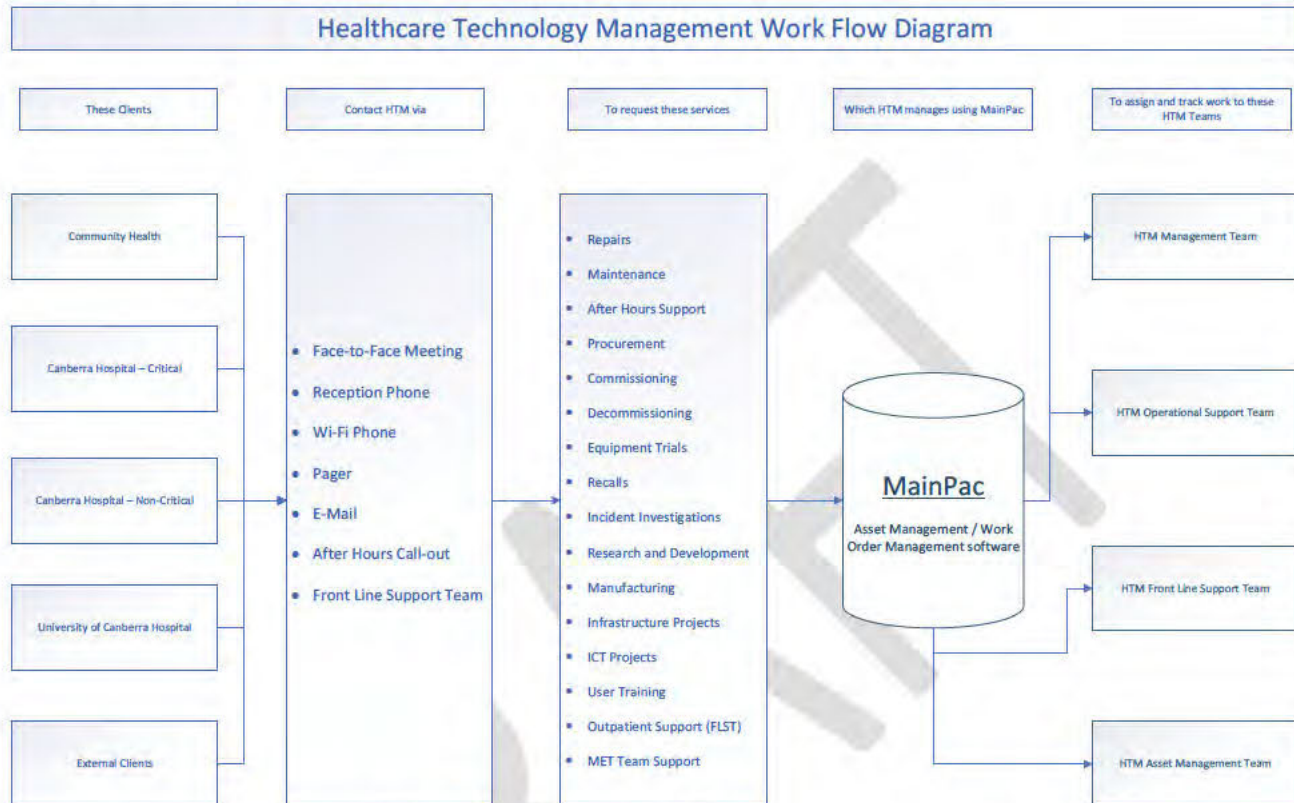 Healthcare Technology Management Work Flow Diagram
These Clients
Contact HTM via
To request these services
Which HTM manages using MainPac
To assign and track work to these
HTM Teams
Community Health
Canberra Hospital – Critical
Canberra Hospital – Non-Critical
University of Canberra Hospital
External Clients
• Face-to-Face Meeting
• Reception Phone
• Wi-Fi Phone
• Pager
• E-Mail
• After Hours Call-out
• Front Line Support Team
• Repairs
• Maintenance
• After Hours Support
• Procurement
• Commissioning
• Decommissioning
• Equipment Trials
• Recalls
• Incident Investigations
• Research and Development
• Manufacturing
• Infrastructure Projects
• ICT Projects
• User Training
• Outpatient Support (FLST)
• MET Team Support
MainPac
Asset Management / Work
Order Management software
HTM Management Team
HTM Operational Support Team
HTM Front Line Support Team
HTM Asset Management Team